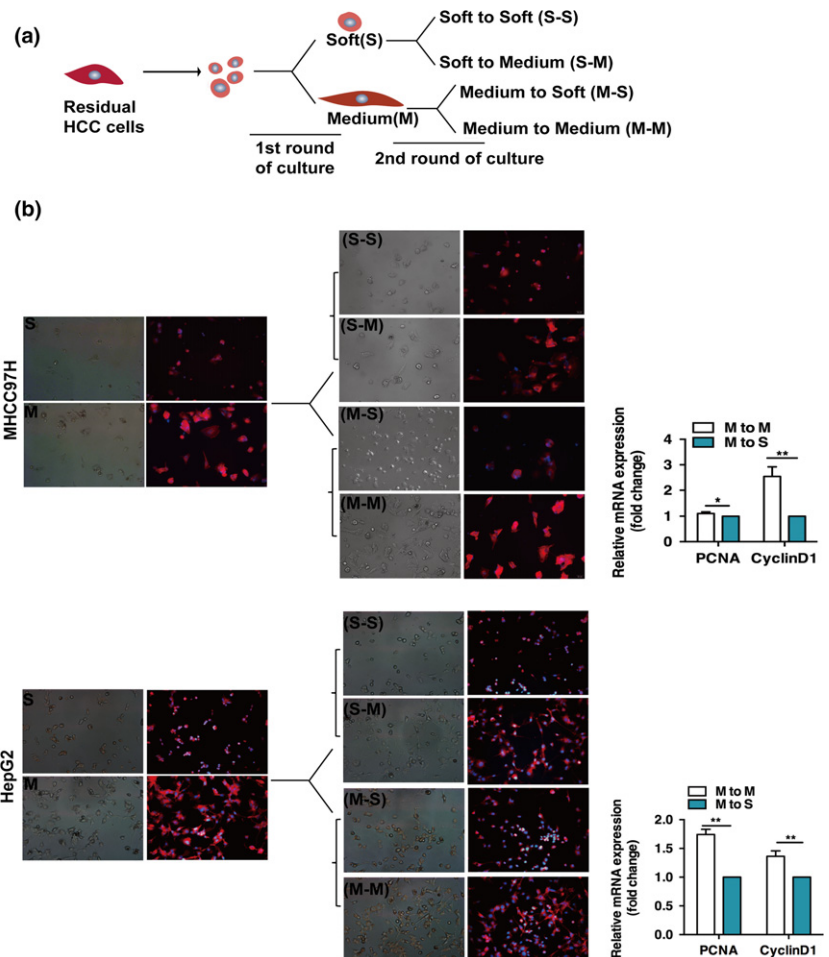 (a)
Residual
HCC cells
Soft(S)
Medium(M)
Soft to Soft (S-S)
Soft to Medium (S-M)
Medium to Soft (M-S)
Medium to Medium (M-M)
1st round
of culture
2nd round of culture
(b)
MHCC97H
S
M
(S-S)
(S-M)
(M-S)
(M-M)
M to M
M to S
Relative mRNA expression
(fold change)
4
3
2
1
0
*
**
PCNA
CyclinD1
HepG2
S
M
(S-S)
(S-M)
(M-S)
(M-M)
M to M
M to S
Relative mRNA expression
(fold change)
2.0
1.5
1.0
0.5
0.0
**
**
PCNA
CyclinD1